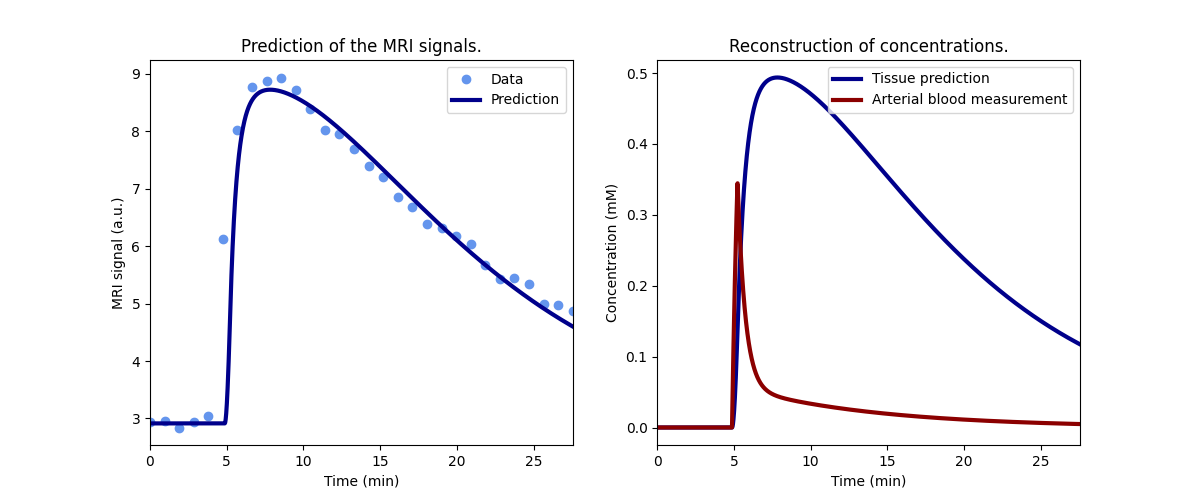 Prediction of the MRI signals.
MRI signal (a.u.)
9
8
7
6
5
4
3
0
5
10
15
20
25
Time (min)
Data
Prediction
Reconstruction of concentrations.
Concentration (mM)
0.5
0.4
0.3
0.2
0.1
0.0
0
5
10
15
20
25
Time (min)
Tissue prediction
Arterial blood measurement